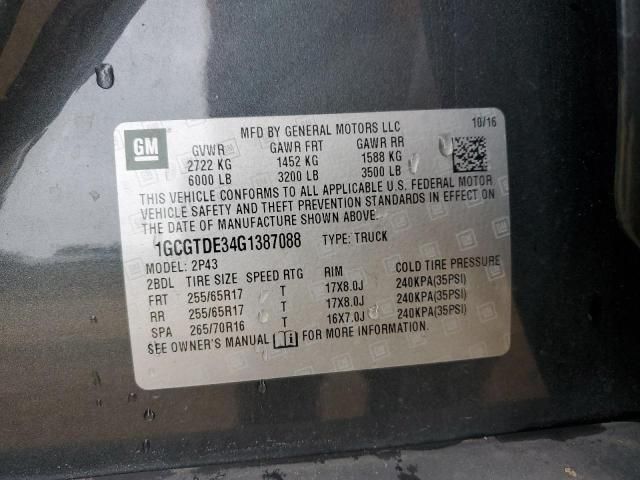 MFD BY GENERAL MOTORS LLC 10/16
GM
GVWR GAWR FRT GAWR RR
2722 KG 1452 KG 1588 KG
6000 LB 3200 LB 3500 LB
THIS VEHICLE CONFORMS TO ALL APPLICABLE U.S. FEDERAL MOTOR
VEHICLE SAFETY AND THEFT PREVENTION STANDARDS IN EFFECT ON
THE DATE OF MANUFACTURE SHOWN ABOVE.
1GCGTDE34G1387088 TYPE: TRUCK
MODEL: 2P43
2BDL TIRE SIZE SPEED RTG RIM COLD TIRE PRESSURE
FRT 255/65R17 T 17X8.0J 240KPA(35PSI)
RR 255/65R17 T 17X8.0J 240KPA(35PSI)
SPA 265/70R16 T 16X7.0J 240KPA(35PSI)
SEE OWNER'S MANUAL FOR MORE INFORMATION.